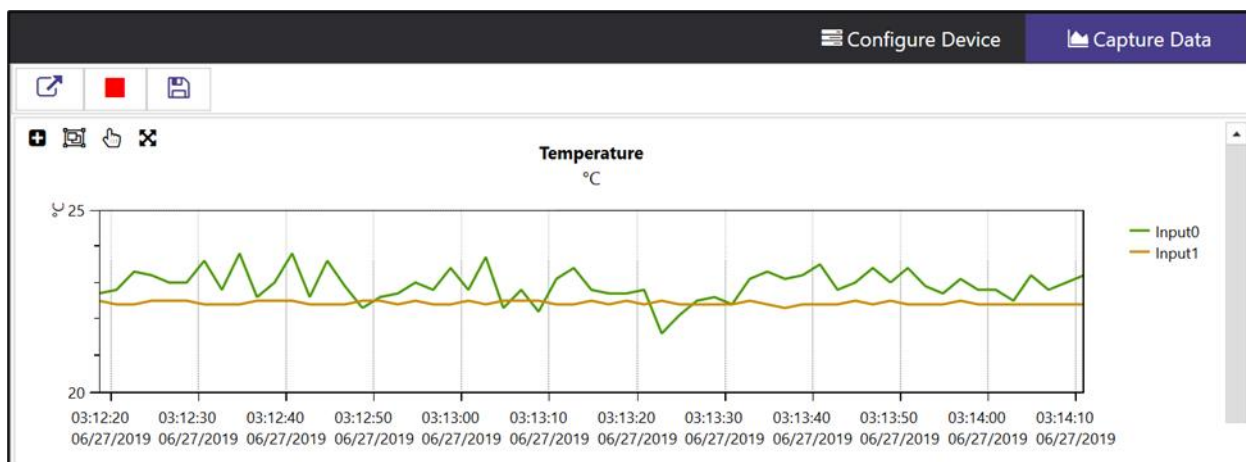 Configure Device
Capture Data
Temperature
°C
°C
25
20
Input0
Input1
03:12:20 03:12:30 03:12:40 03:12:50 03:13:00 03:13:10 03:13:20 03:13:30 03:13:40 03:13:50 03:14:00 03:14:10
06/27/2019 06/27/2019 06/27/2019 06/27/2019 06/27/2019 06/27/2019 06/27/2019 06/27/2019 06/27/2019 06/27/2019 06/27/2019 06/27/2019